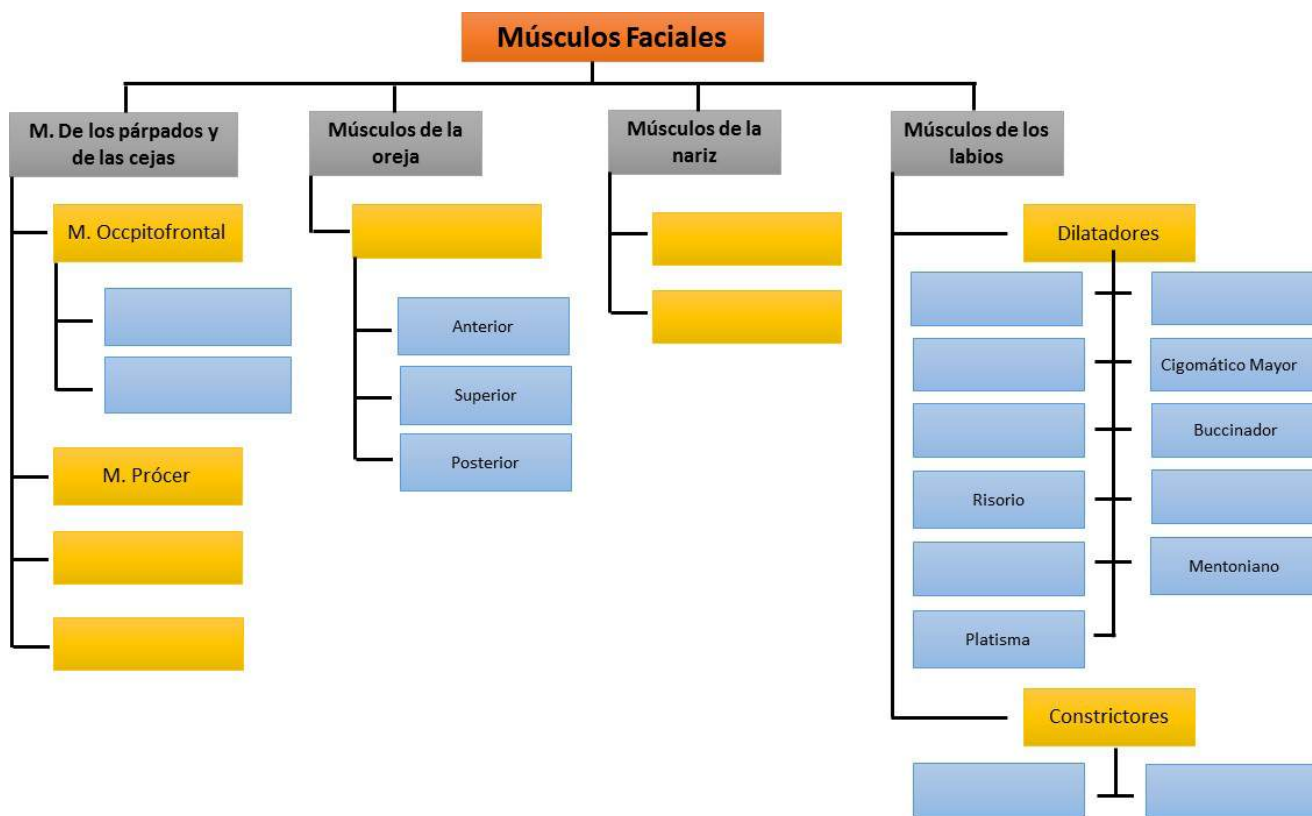 Músculos Faciales
M. De los párpados y
de las cejas
Músculos de la
oreja
Músculos de la
nariz
Músculos de los
labios
M. Occpitofrontal
M. Prócer
Anterior
Superior
Posterior
Dilatadores
Cigomático Mayor
Buccinador
Risorio
Mentoniano
Platisma
Constrictores